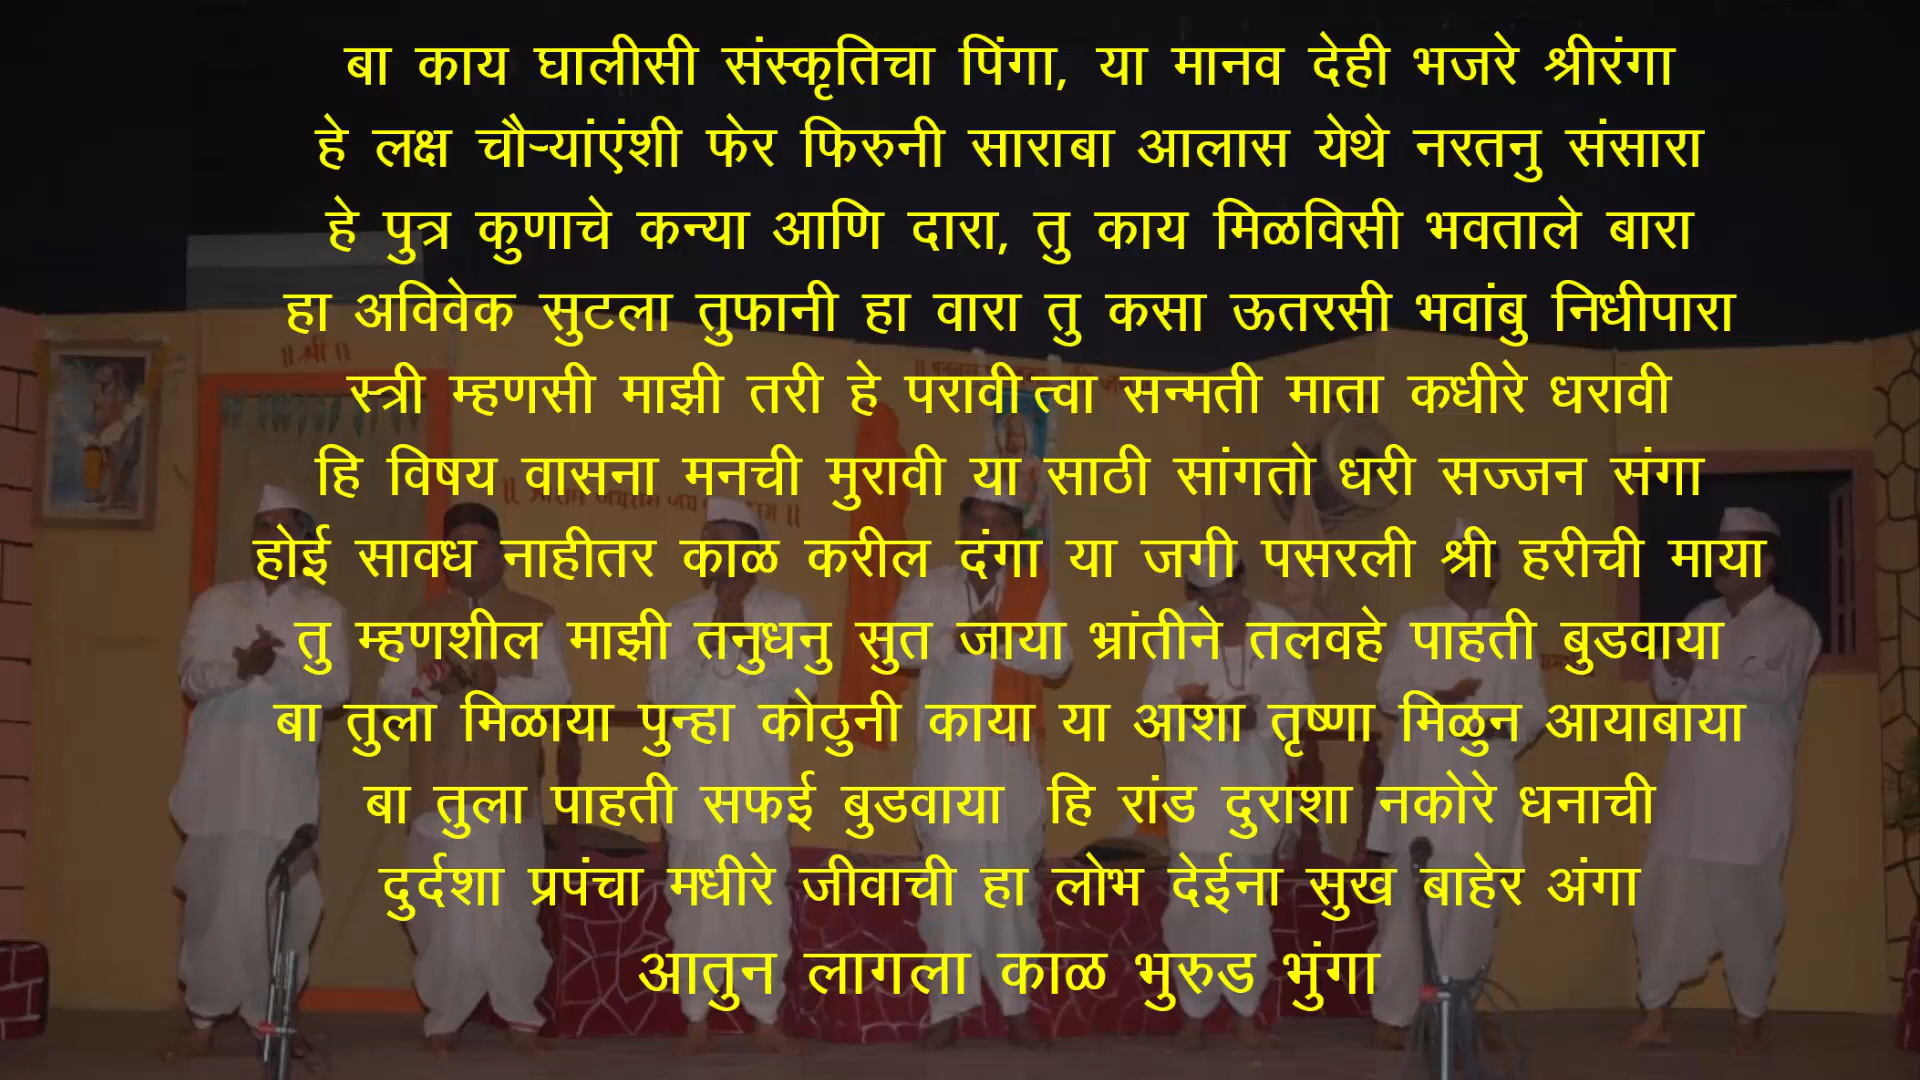 बा काय घालीसी संस्कृतिचा पिंगा, या मानव देही भजरे श्रीरंगा
हे लक्ष चौऱ्यांएंशी फेर फिरुनी साराबा आलास येथे नरतनु संसारा
हे पुत्र कुणाचे कन्या आणि दारा, तु काय मिळविसी भवताले बारा
हा अविवेक सुटला तुफानी हा वारा तु कसा ऊतरसी भवांबु निधीपारा
स्त्री म्हणसी माझी तरी हे परावी त्वा सन्मती माता कधीरे धरावी
हि विषय वासना मनची मुरावी या साठी सांगतो धरी सज्जन संगा
होई सावध नाहीतर काळ करील दंगा या जगी पसरली श्री हरीची माया
तु म्हणशील माझी तनुधनु सुत जाया भ्रांतीने तलवहे पाहती बुडवाया
बा तुला मिळाया पुन्हा कोठुनी काया या आशा तृष्णा मिळुन आयाबाया
बा तुला पाहती सफई बुडवाया हि रांड दुराशा नकोरे धनाची
दुर्दशा प्रपंचा मधीरे जीवाची हा लोभ देईना सुख बाहेर अंगा
आतुन लागला काळ भुरुड भुंगा
॥ श्री ॥